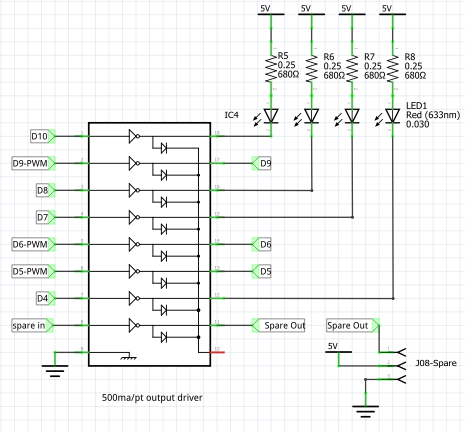 5V 5V 5V 5V
R5
0.25
680Ω
R6
0.25
680Ω
R7
0.25
680Ω
R8
0.25
680Ω
IC4
LED1
Red (633nm)
0.030
D10
D9-PWM
D9
D8
D7
D6-PWM
D6
D5-PWM
D5
D4
spare in
Spare Out
Spare Out
5V
J08-Spare
500ma/pt output driver